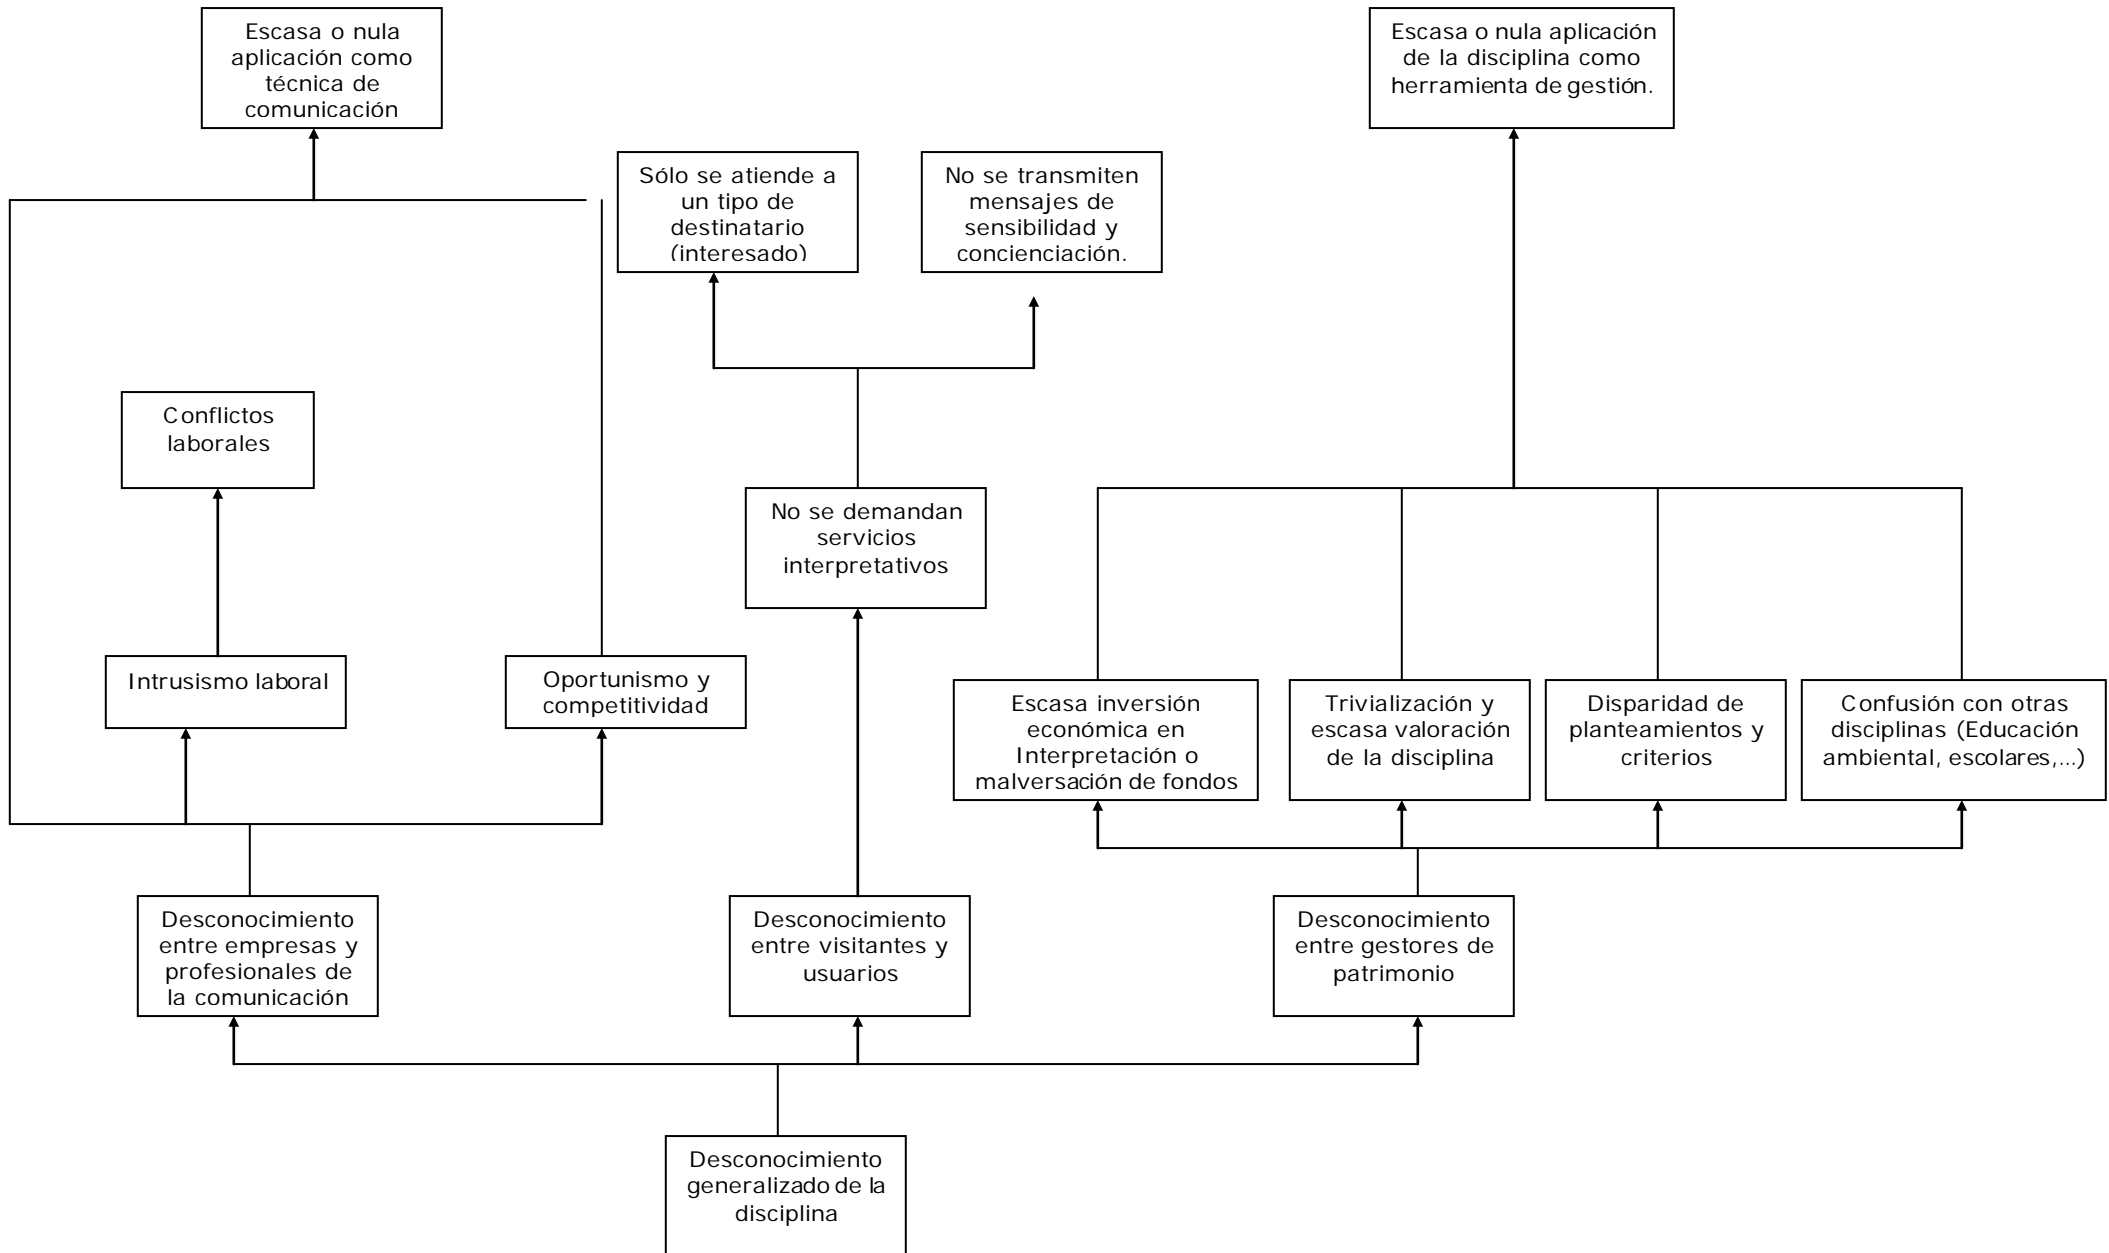 Escasa o nula
aplicación como
técnica de
comunicación
Escasa o nula aplicación
de la disciplina como
herramienta de gestión.
Sólo se atiende a
un tipo de
destinatario
(interesado)
No se transmiten
mensajes de
sensibilidad y
concienciación.
Conflictos
laborales
No se demandan
servicios
interpretativos
Intrusismo laboral
Oportunismo y
competitividad
Escasa inversión
económica en
Interpretación o
malversación de fondos
Trivialización y
escasa valoración
de la disciplina
Disparidad de
planteamientos y
criterios
Confusión con otras
disciplinas (Educación
ambiental, escolares,...)
Desconocimiento
entre empresas y
profesionales de
la comunicación
Desconocimiento
entre visitantes y
usuarios
Desconocimiento
entre gestores de
patrimonio
Desconocimiento
generalizado de la
disciplina